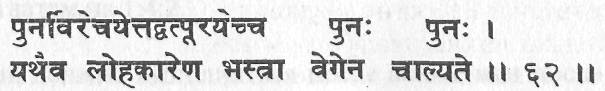 पुनर्विरेचयेत्तद्वत्पूरयेच्च पुनः पुनः ।
यथैव लोहकारेण भस्त्रा वेगेन चाल्यते ॥ ६२ ॥